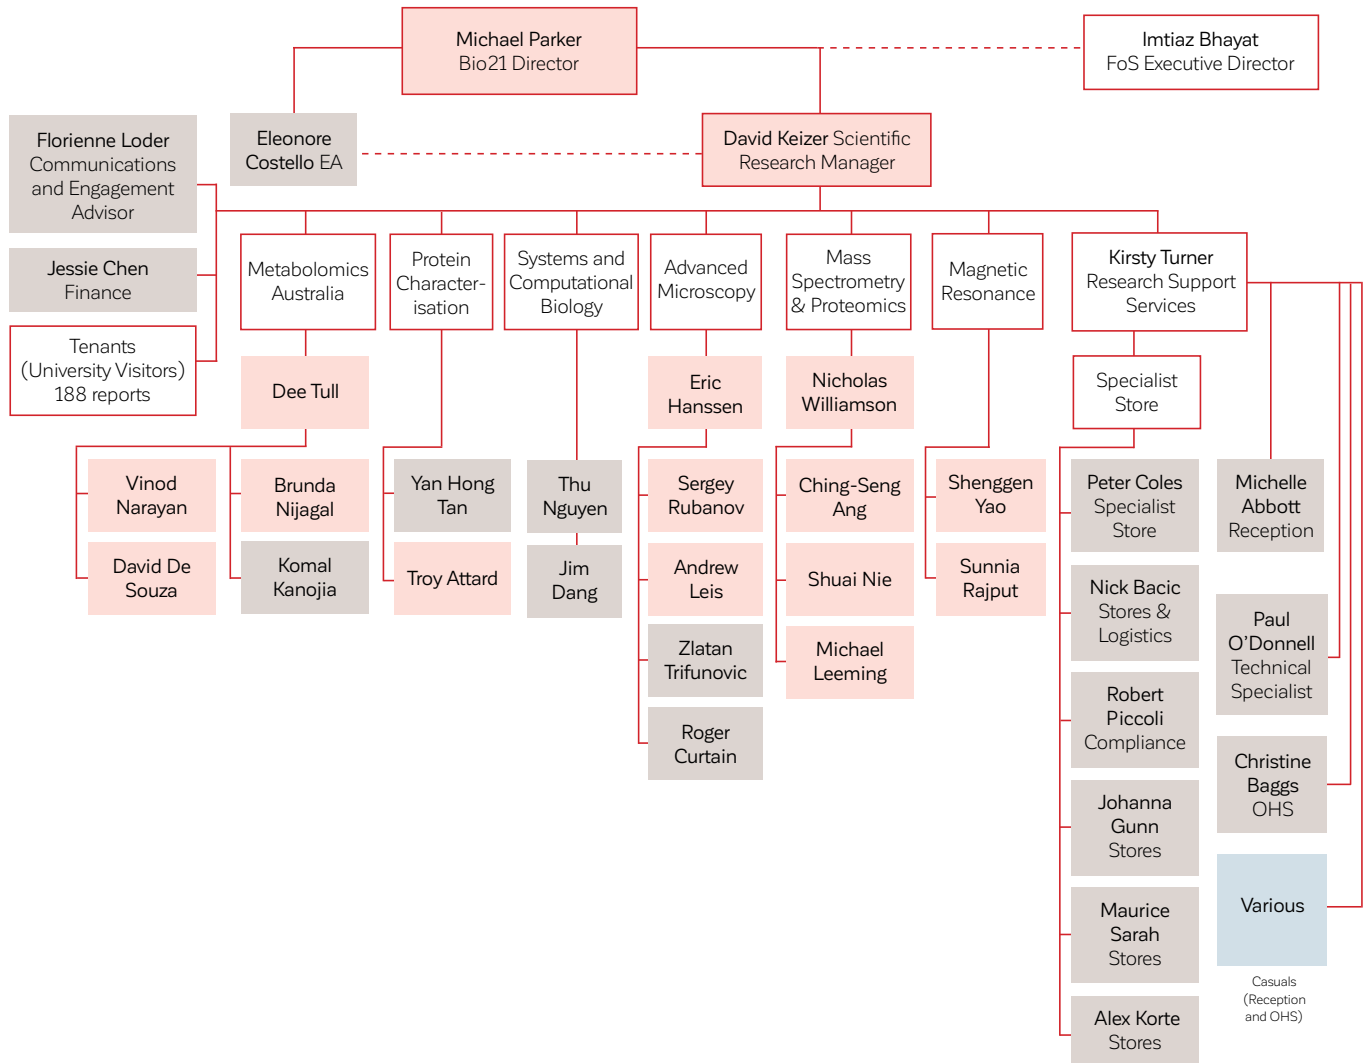 Michael Parker
Bio21 Director
Imtiaz Bhayat
FoS Executive Director
Florienne Loder
Communications
and Engagement
Advisor
Eleonore
Costello EA
David Keizer Scientific
Research Manager
Jessie Chen
Finance
Tenants
(University Visitors)
188 reports
Metabolomics
Australia
Protein
Character-
isation
Systems and
Computational
Biology
Advanced
Microscopy
Mass
Spectrometry
& Proteomics
Magnetic
Resonance
Kirsty Turner
Research Support
Services
Dee Tull
Eric
Hanssen
Nicholas
Williamson
Specialist
Store
Vinod
Narayan
Brunda
Nijagal
David De
Souza
Komal
Kanojia
Yan Hong
Tan
Troy Attard
Thu
Nguyen
Jim
Dang
Sergey
Rubanov
Andrew
Leis
Zlatan
Trifunovic
Roger
Curtain
Ching-Seng
Ang
Shuai Nie
Michael
Leeming
Shenggen
Yao
Sunnia
Rajput
Peter Coles
Specialist
Store
Nick Bacic
Stores &
Logistics
Robert
Piccoli
Compliance
Johanna
Gunn
Stores
Maurice
Sarah
Stores
Alex Korte
Stores
Michelle
Abbott
Reception
Paul
O’Donnell
Technical
Specialist
Christine
Baggs
OHS
Various
Casuals
(Reception
and OHS)